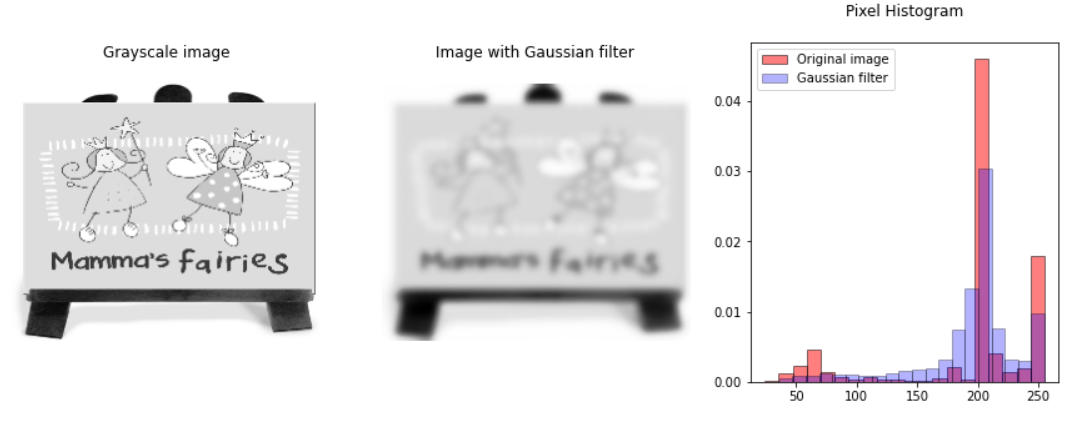 Grayscale image
Mamma's fairies
Image with Gaussian filter
Mamma's fairies
Pixel Histogram
Original image
Gaussian filter
0.04
0.03
0.02
0.01
0.00
50 100 150 200 250